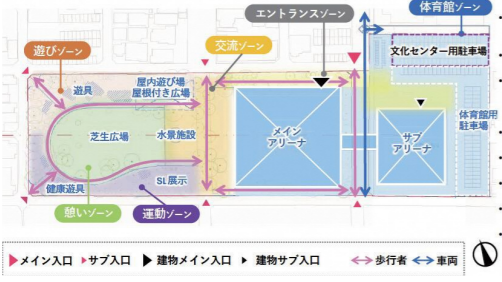 体育館ゾーン
エントランスゾーン
遊びゾーン
交流ゾーン
文化センター用駐車場
遊具
屋内遊び場
屋根付き広場
芝生広場
水景施設
メイン
アリーナ
サブ
アリーナ
体育館用
駐車場
健康遊具
SL展示
憩いゾーン
運動ゾーン
メイン入口
サブ入口
建物メイン入口
建物サブ入口
歩行者
車両